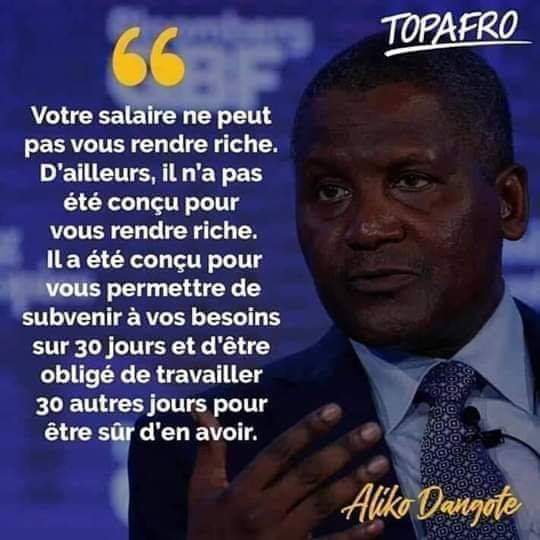 TOPAFRO
Votre salaire ne peut
pas vous rendre riche.
D'ailleurs, il n'a pas
été conçu pour
vous rendre riche.
Il a été conçu pour
vous permettre de
subvenir à vos besoins
sur 30 jours et d'être
obligé de travailler
30 autres jours pour
être sûr d'en avoir.
Aliko Dangote